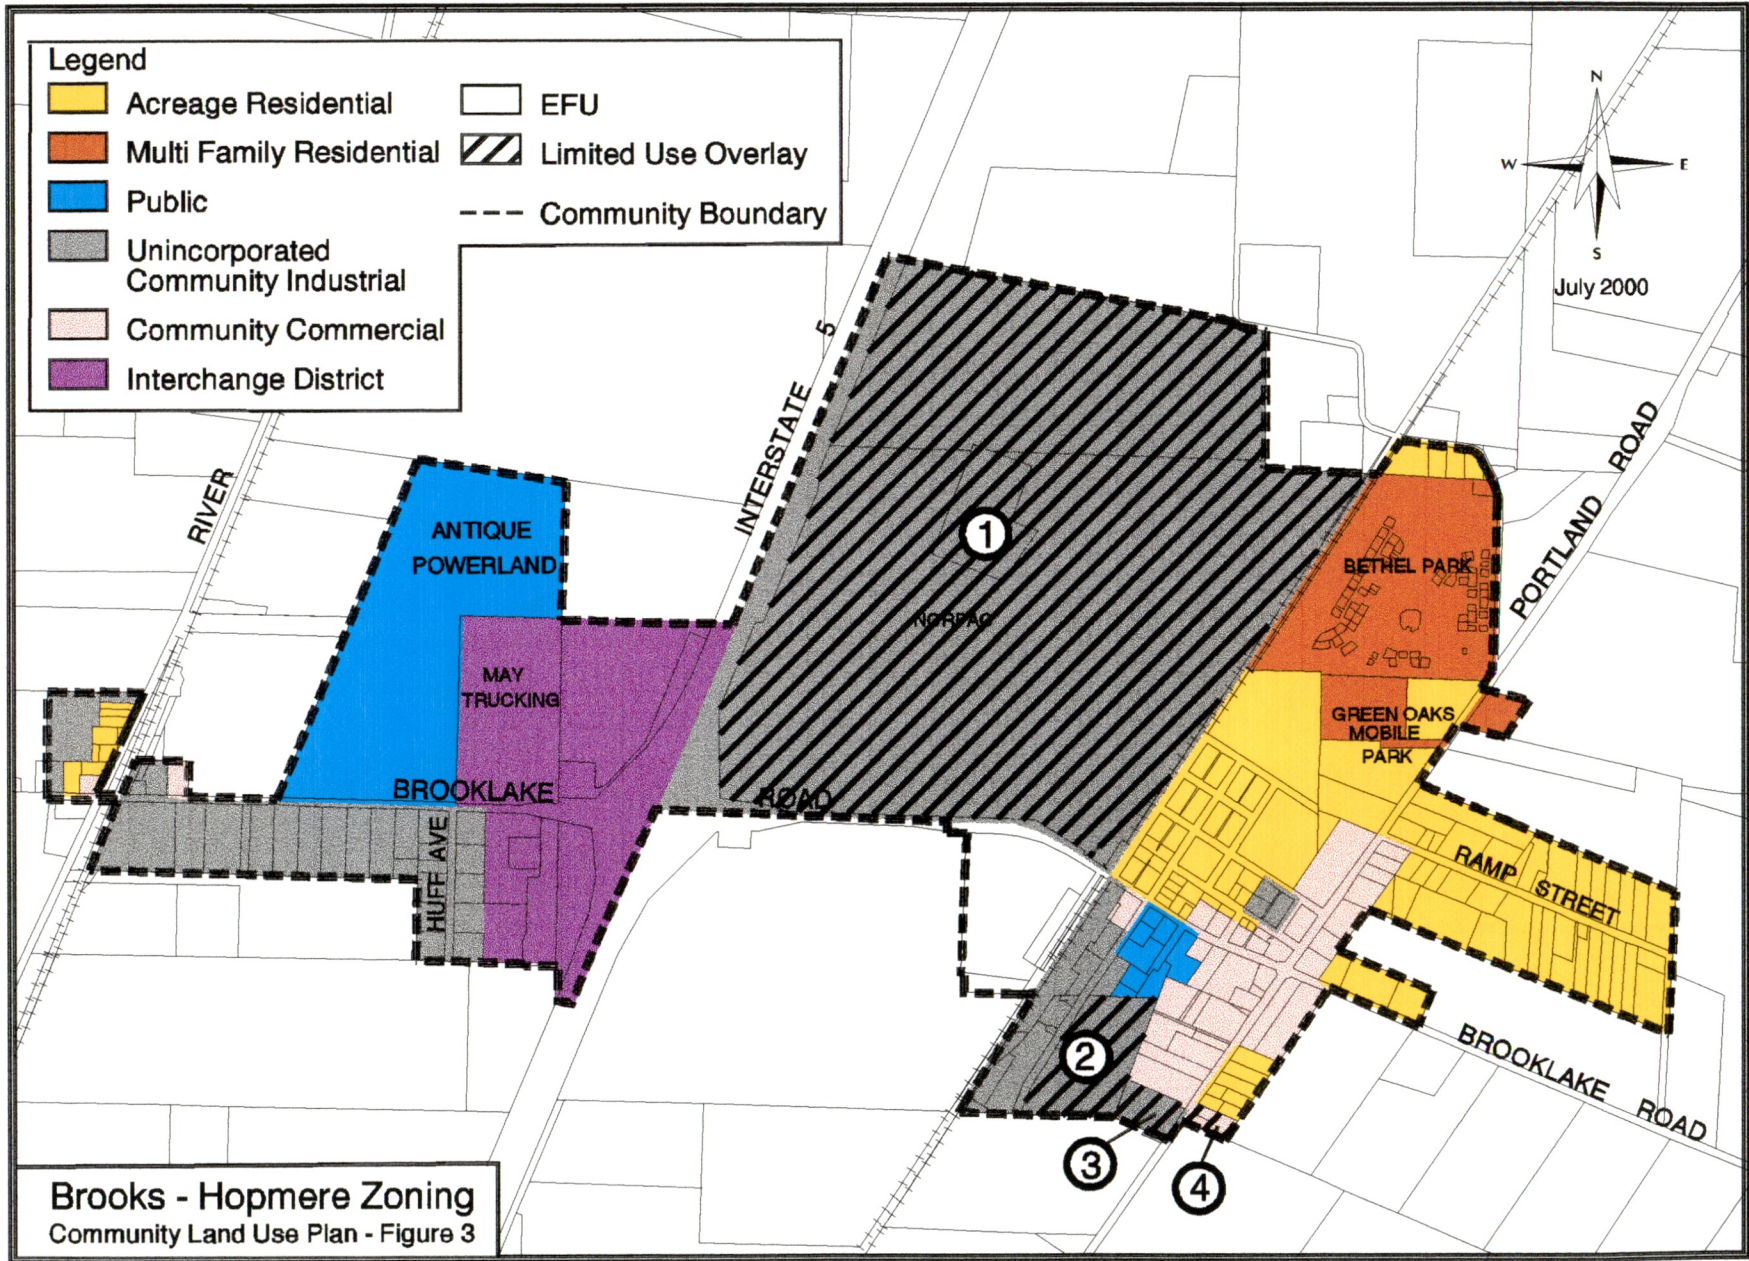 Legend
Acreage Residential
Multi Family Residential
Public
Unincorporated
Community Industrial
Community Commercial
Interchange District
EFU
Limited Use Overlay
Community Boundary
N
W
E
S
July 2000
RIVER
INTERSTATE 5
PORTLAND ROAD
ANTIQUE
POWERLAND
MAY
TRUCKING
1
NORPAC
BETHEL PARK
GREEN OAKS
MOBILE
PARK
BROOKLAKE ROAD
HUFF AVE
RAMP STREET
BROOKLAKE ROAD
2
3
4
Brooks - Hopmere Zoning
Community Land Use Plan - Figure 3